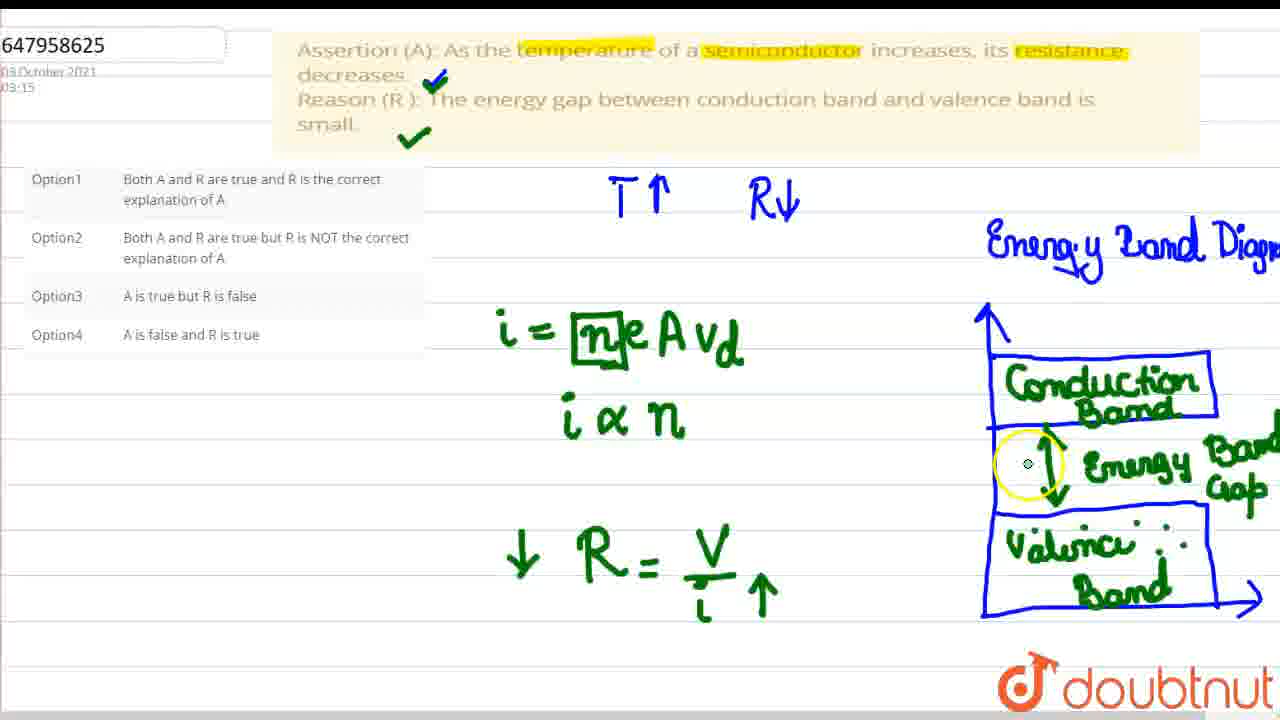 647958625
03 October 2021
03:15
Assertion (A): As the temperature of a semiconductor increases, its resistance
decreases.
Reason (R ): The energy gap between conduction band and valence band is
small.
Option1 Both A and R are true and R is the correct
explanation of A
Option2 Both A and R are true but R is NOT the correct
explanation of A
Option3 A is true but R is false
Option4 A is false and R is true
T ↑ R↓
Energy Band Diagra
i = n e A vd
i ∝ n
↓ R = V/i ↑
Conduction
Band
Energy Band
Gap
Valence
Band
doubtnut